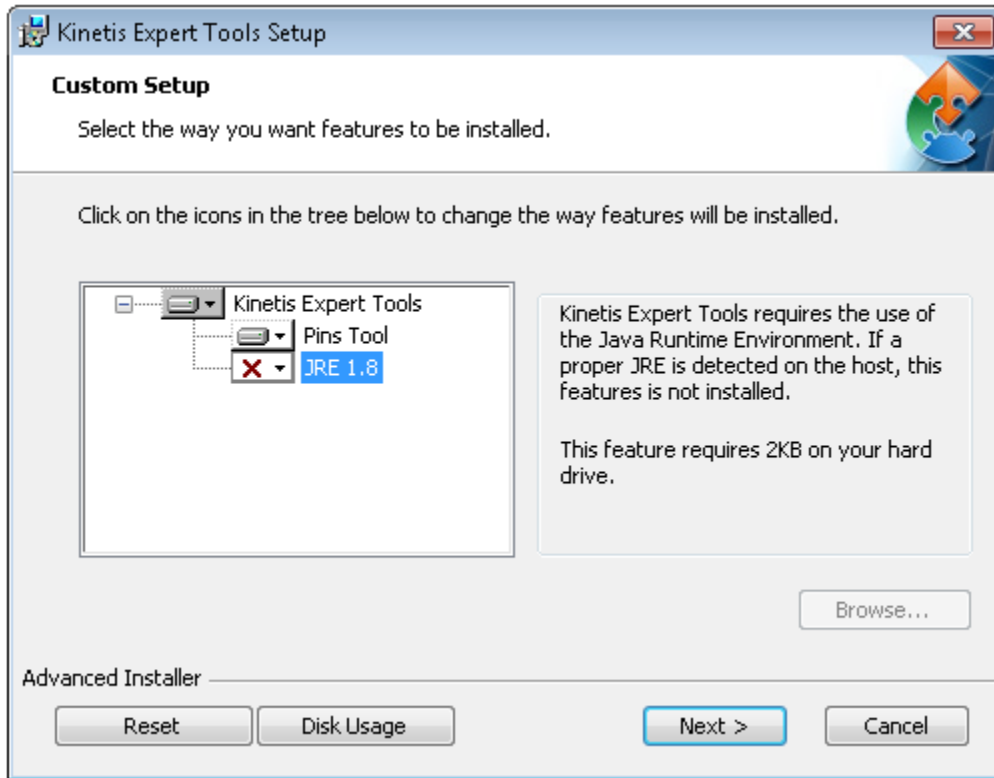 Kinetis Expert Tools Setup
Custom Setup
Select the way you want features to be installed.
Click on the icons in the tree below to change the way features will be installed.
Kinetis Expert Tools
Pins Tool
JRE 1.8
Kinetis Expert Tools requires the use of
the Java Runtime Environment. If a
proper JRE is detected on the host, this
features is not installed.
This feature requires 2KB on your hard
drive.
Browse...
Advanced Installer
Reset
Disk Usage
Next >
Cancel